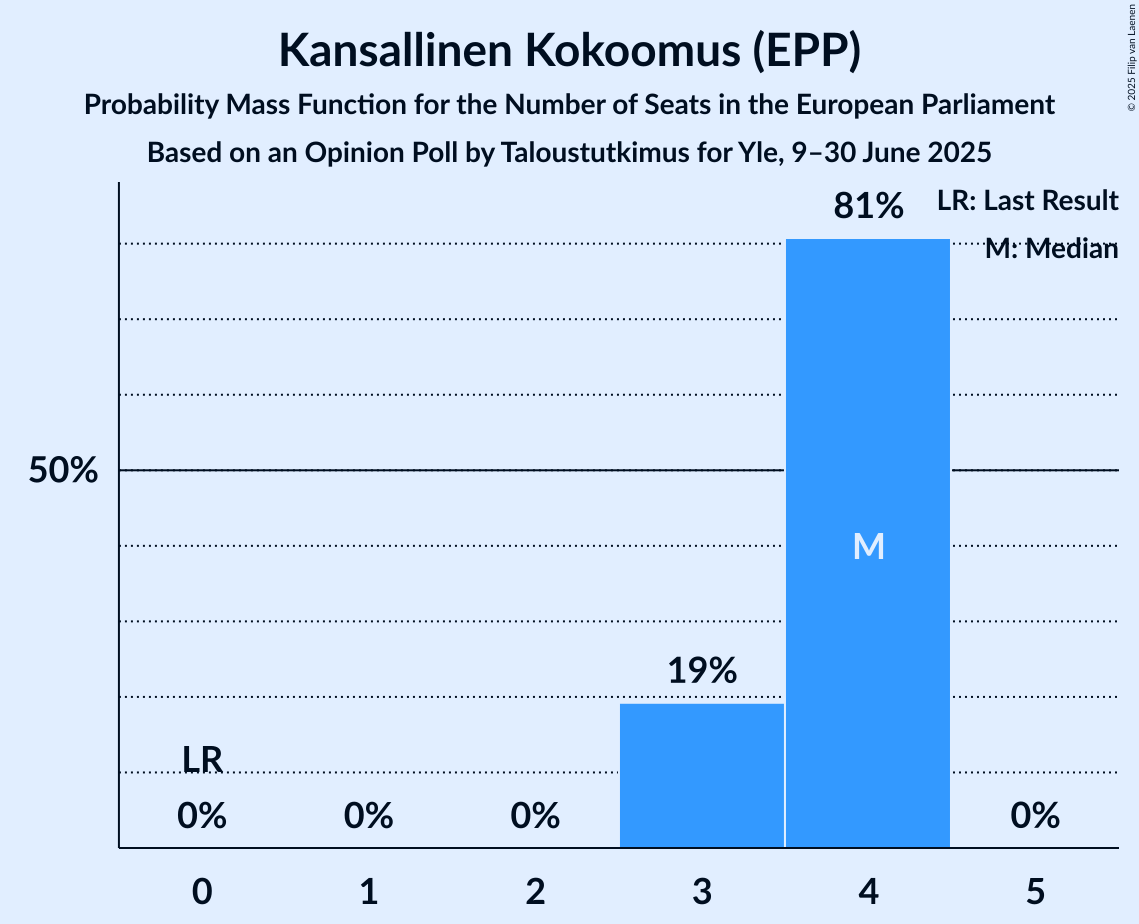 Kansallinen Kokoomus (EPP)
Probability Mass Function for the Number of Seats in the European Parliament
Based on an Opinion Poll by Taloustutkimus for Yle, 9–30 June 2025
© 2025 Filip van Laenen
LR: Last Result
M: Median
81%
50%
M
19%
LR
0% 0% 0% 0%
0 1 2 3 4 5